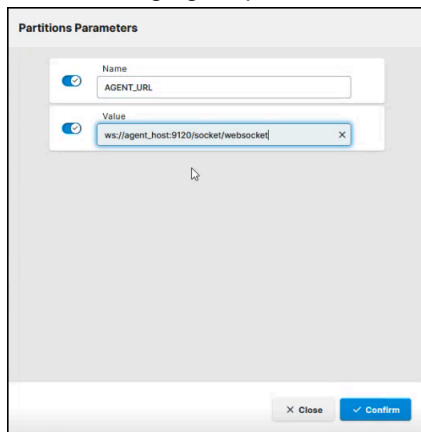 Partitions Parameters
Name
AGENT_URL
Value
ws://agent_host:9120/socket/websocket
Close
Confirm